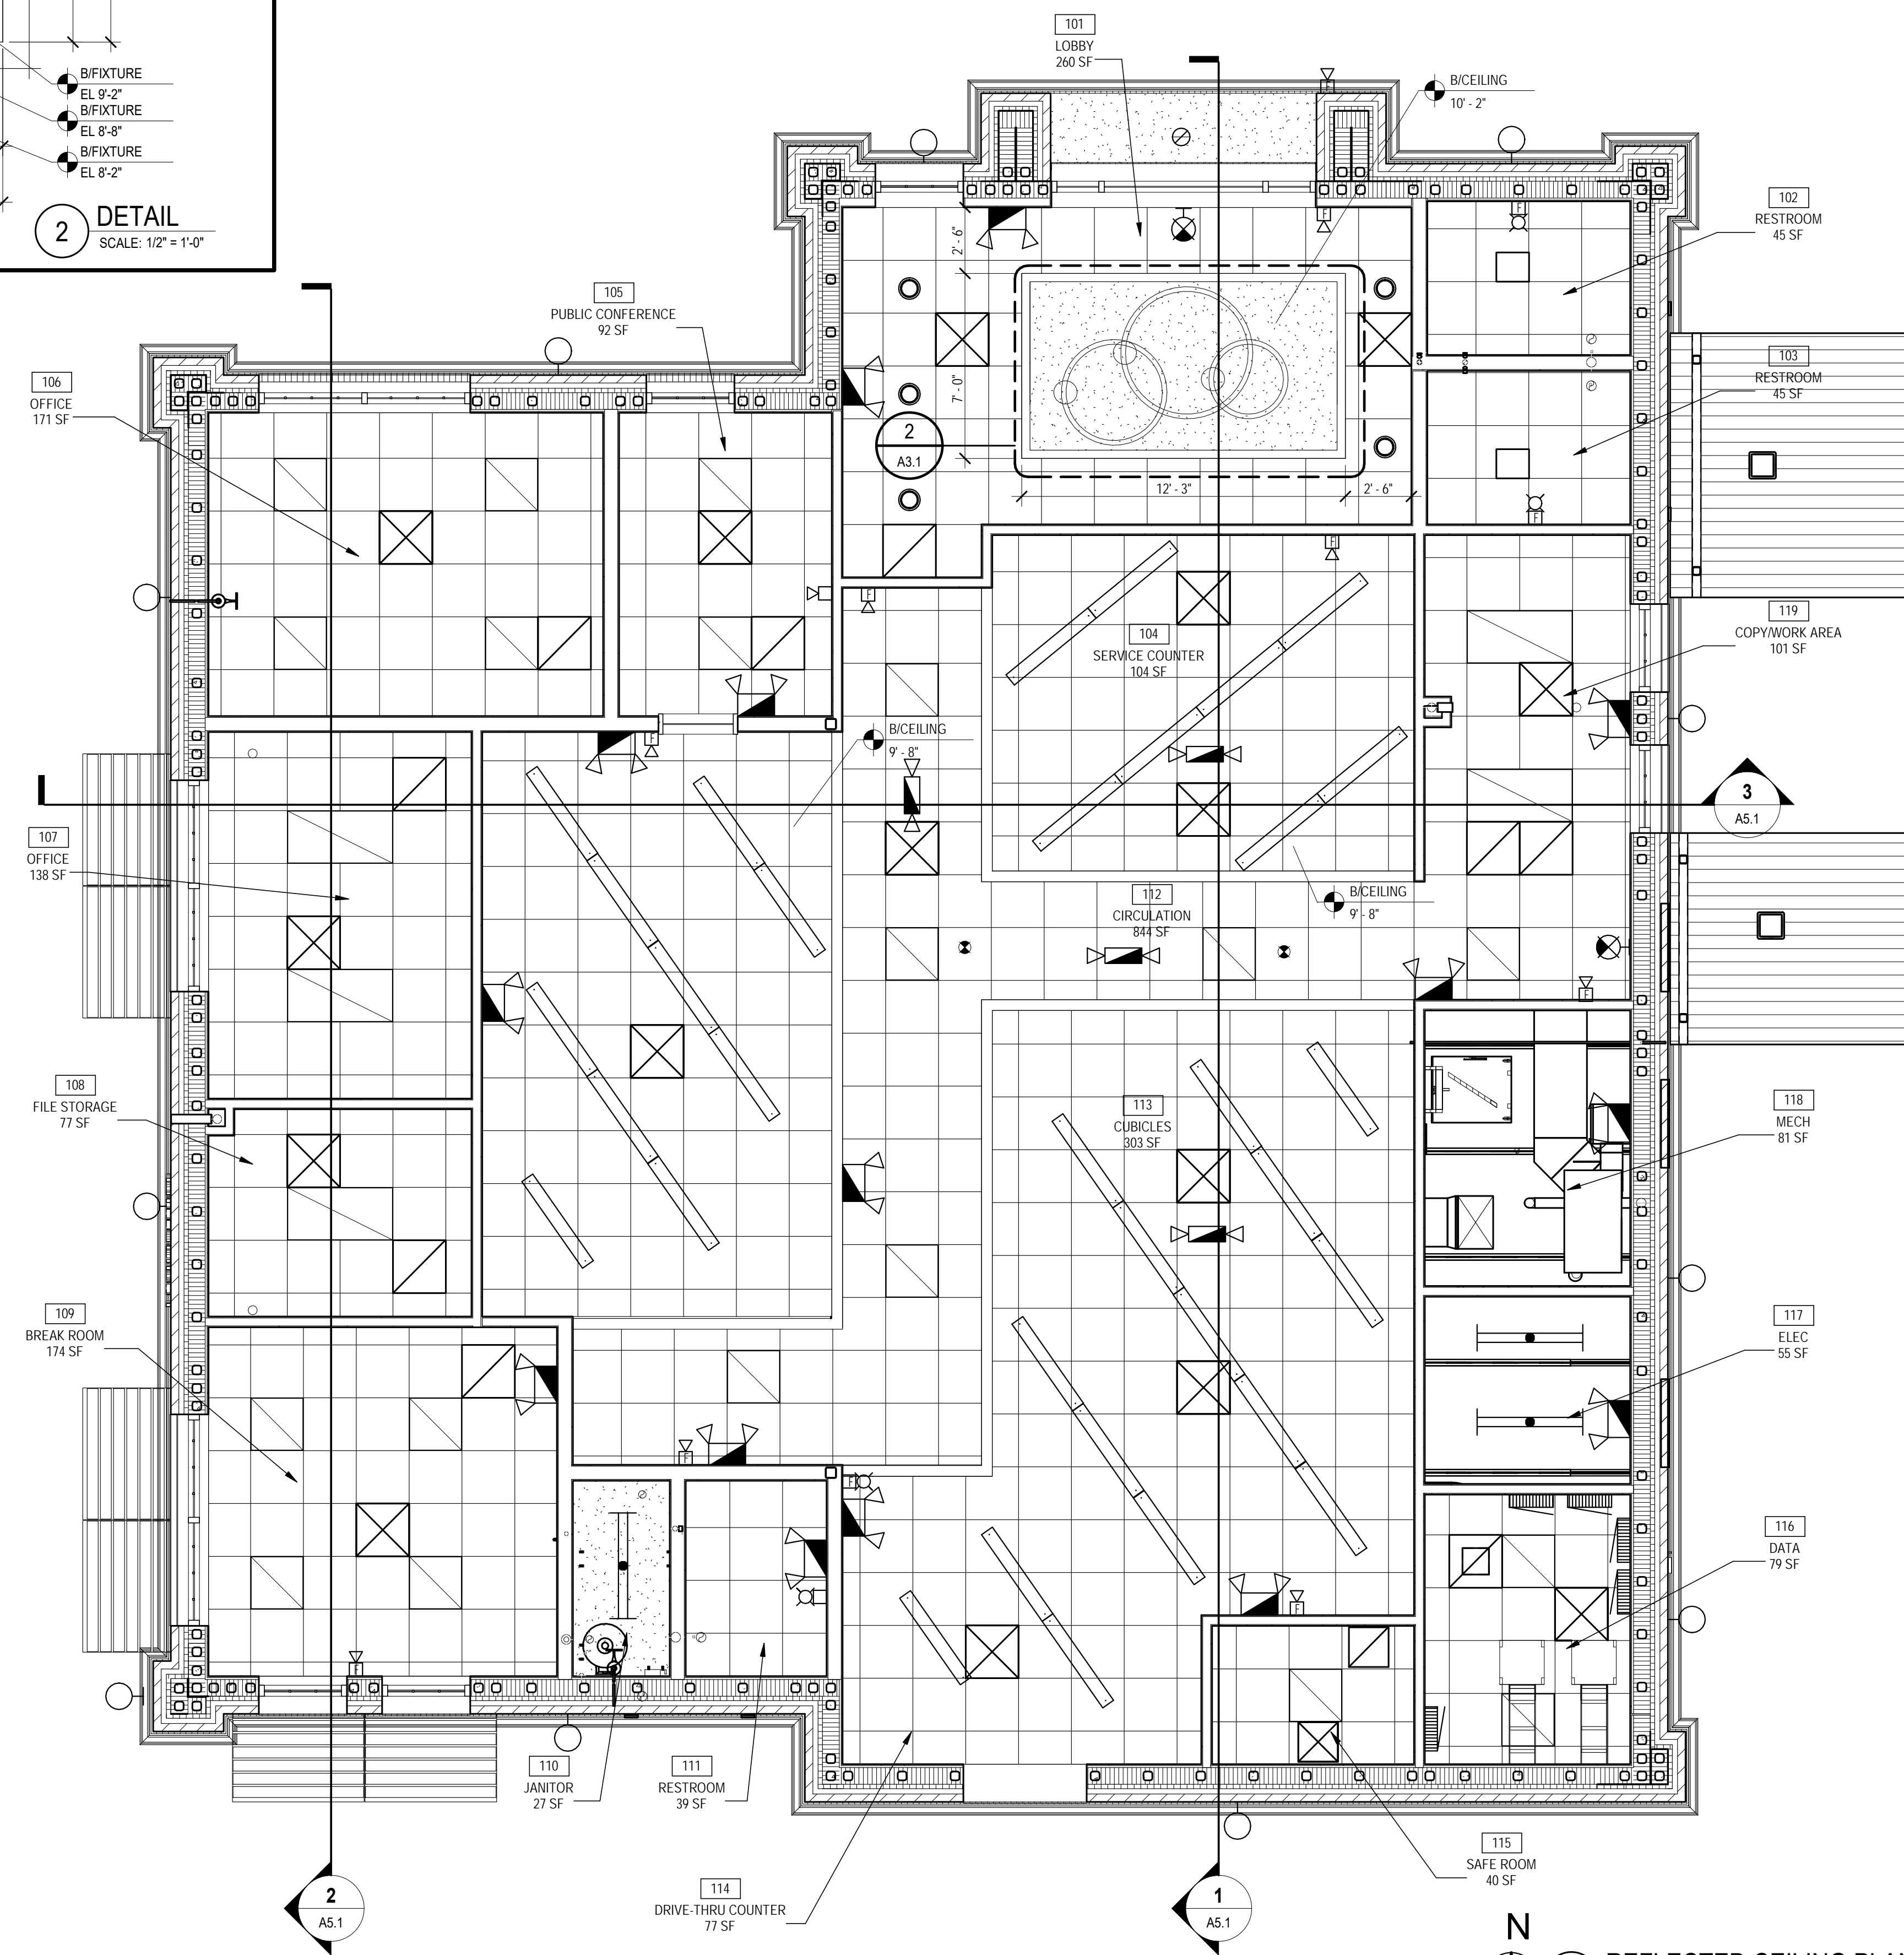 B/FIXTURE
EL 9'-2"
B/FIXTURE
EL 8'-8"
B/FIXTURE
EL 8'-2"
2
DETAIL
SCALE: 1/2" = 1'-0"
101
LOBBY
260 SF
B/CEILING
10' - 2"
102
RESTROOM
45 SF
103
RESTROOM
45 SF
105
PUBLIC CONFERENCE
92 SF
106
OFFICE
171 SF
2' - 6"
7' - 0"
2
A3.1
12' - 3"
2' - 6"
F
F
F
F
F
F
104
SERVICE COUNTER
104 SF
119
COPY/WORK AREA
101 SF
B/CEILING
9' - 8"
F
3
A5.1
107
OFFICE
138 SF
B/CEILING
9' - 8"
112
CIRCULATION
844 SF
F
108
FILE STORAGE
77 SF
113
CUBICLES
303 SF
118
MECH
81 SF
109
BREAK ROOM
174 SF
117
ELEC
55 SF
F
F
116
DATA
79 SF
F
F
F
110
JANITOR
27 SF
111
RESTROOM
39 SF
115
SAFE ROOM
40 SF
114
DRIVE-THRU COUNTER
77 SF
2
A5.1
1
A5.1
N
REFLECTED CEILING PLAN